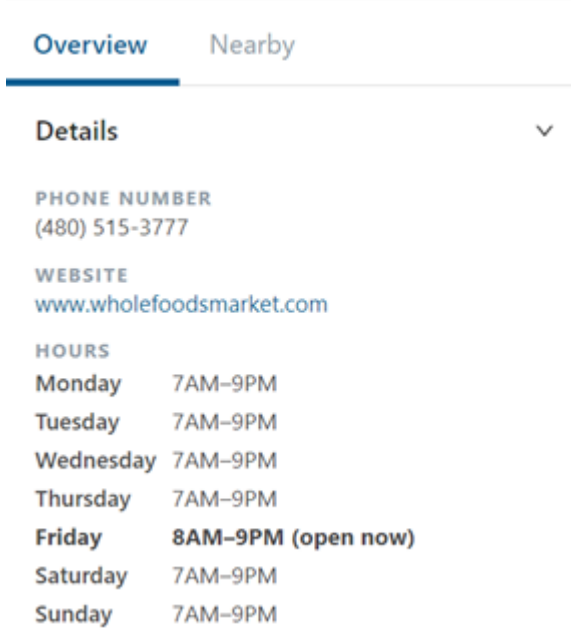 Overview Nearby
Details
PHONE NUMBER
(480) 515-3777
WEBSITE
www.wholefoodsmarket.com
HOURS
Monday 7AM–9PM
Tuesday 7AM–9PM
Wednesday 7AM–9PM
Thursday 7AM–9PM
Friday 8AM–9PM (open now)
Saturday 7AM–9PM
Sunday 7AM–9PM